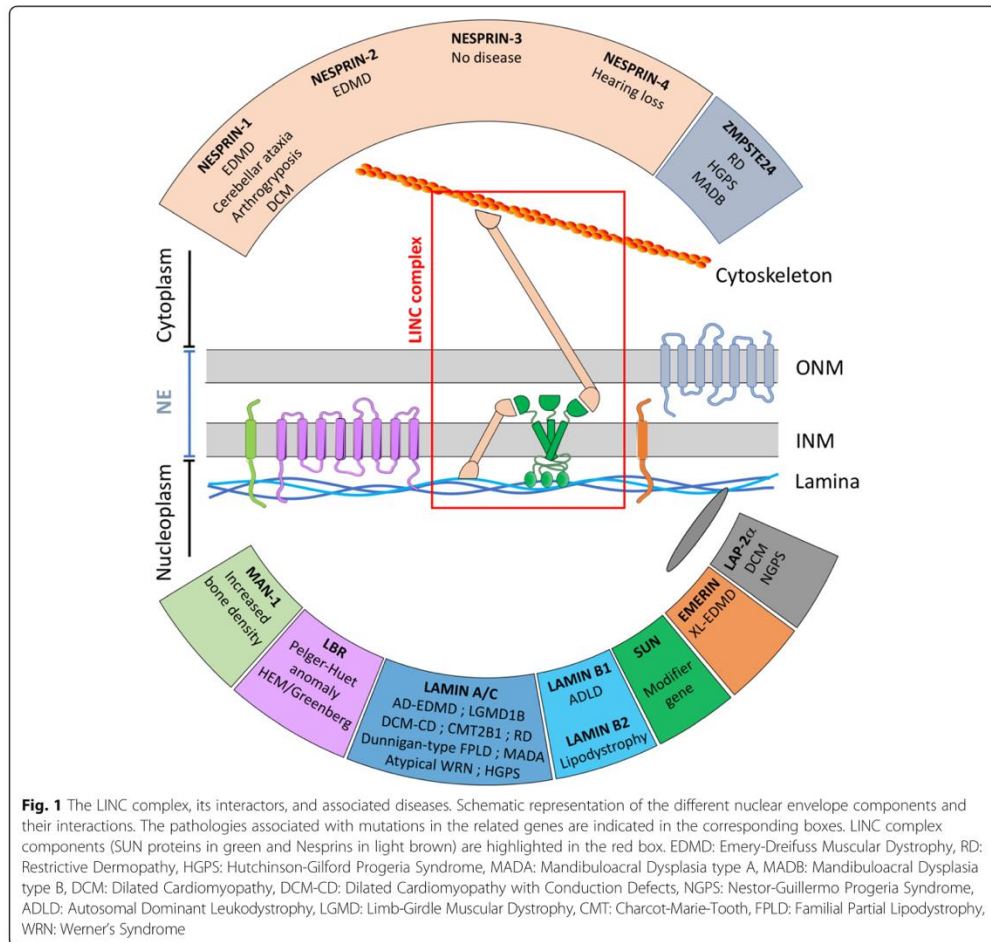 NESPRIN-1
EDMD
Cerebellar ataxia
Arthrogryposis
DCM
NESPRIN-2
EDMD
NESPRIN-3
No disease
NESPRIN-4
Hearing loss
ZMPSTE24
RD
HGPS
MADB
Cytoplasm
NE
Nucleoplasm
LINC complex
Cytoskeleton
ONM
INM
Lamina
MAN-1
Increased
bone density
LBR
Pelger-Huet
anomaly
HEM/Greenberg
LAMIN A/C
AD-EDMD ; LGMD1B
DCM-CD ; CMT2B1 ; RD
Dunnigan-type FPLD ; MADA
Atypical WRN ; HGPS
LAMIN B1
ADLD
LAMIN B2
Lipodystrophy
SUN
Modifier
gene
EMERIN
XL-EDMD
LAP-2α
DCM
NGPS
Fig. 1 The LINC complex, its interactors, and associated diseases. Schematic representation of the different nuclear envelope components and
their interactions. The pathologies associated with mutations in the related genes are indicated in the corresponding boxes. LINC complex
components (SUN proteins in green and Nesprins in light brown) are highlighted in the red box. EDMD: Emery-Dreifuss Muscular Dystrophy, RD:
Restrictive Dermopathy, HGPS: Hutchinson-Gilford Progeria Syndrome, MADA: Mandibuloacral Dysplasia type A, MADB: Mandibuloacral Dysplasia
type B, DCM: Dilated Cardiomyopathy, DCM-CD: Dilated Cardiomyopathy with Conduction Defects, NGPS: Nestor-Guillermo Progeria Syndrome,
ADLD: Autosomal Dominant Leukodystrophy, LGMD: Limb-Girdle Muscular Dystrophy, CMT: Charcot-Marie-Tooth, FPLD: Familial Partial Lipodystrophy,
WRN: Werner's Syndrome